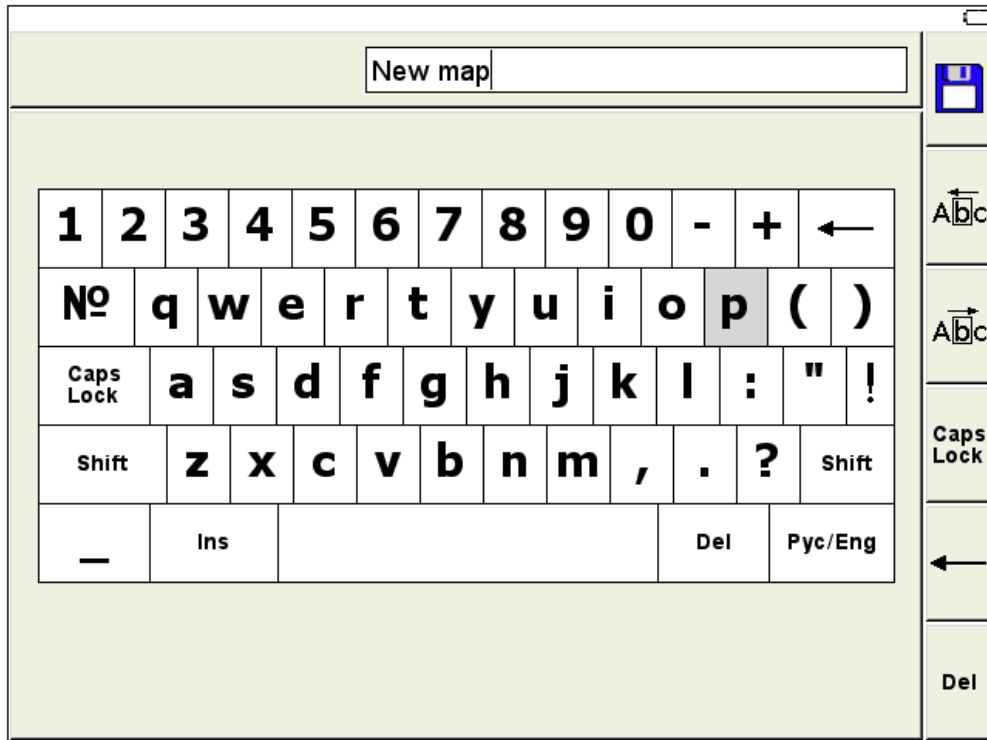 New map
1 2 3 4 5 6 7 8 9 0 - + ←
№ q w e r t y u i o p ( )
Caps Lock a s d f g h j k l : " !
Shift z x c v b n m , . ? Shift
_ Ins Del Рус/Eng
Abc
Abc
Caps
Lock
←
Del